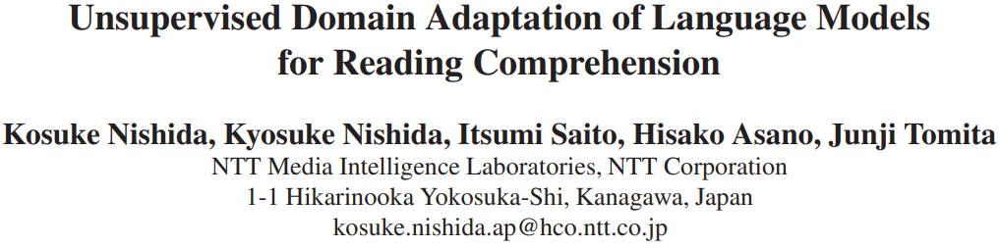 Unsupervised Domain Adaptation of Language Models
for Reading Comprehension
Kosuke Nishida, Kyosuke Nishida, Itsumi Saito, Hisako Asano, Junji Tomita
NTT Media Intelligence Laboratories, NTT Corporation
1-1 Hikarinooka Yokosuka-Shi, Kanagawa, Japan
kosuke.nishida.ap@hco.ntt.co.jp